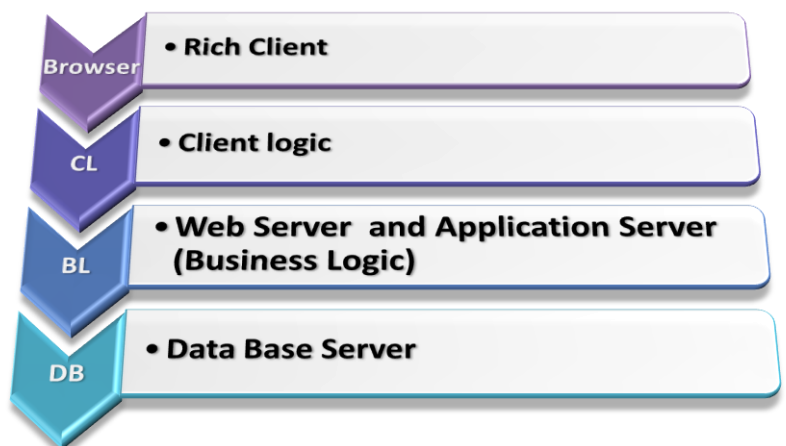 Browser
• Rich Client
CL
• Client logic
BL
• Web Server and Application Server
(Business Logic)
DB
• Data Base Server